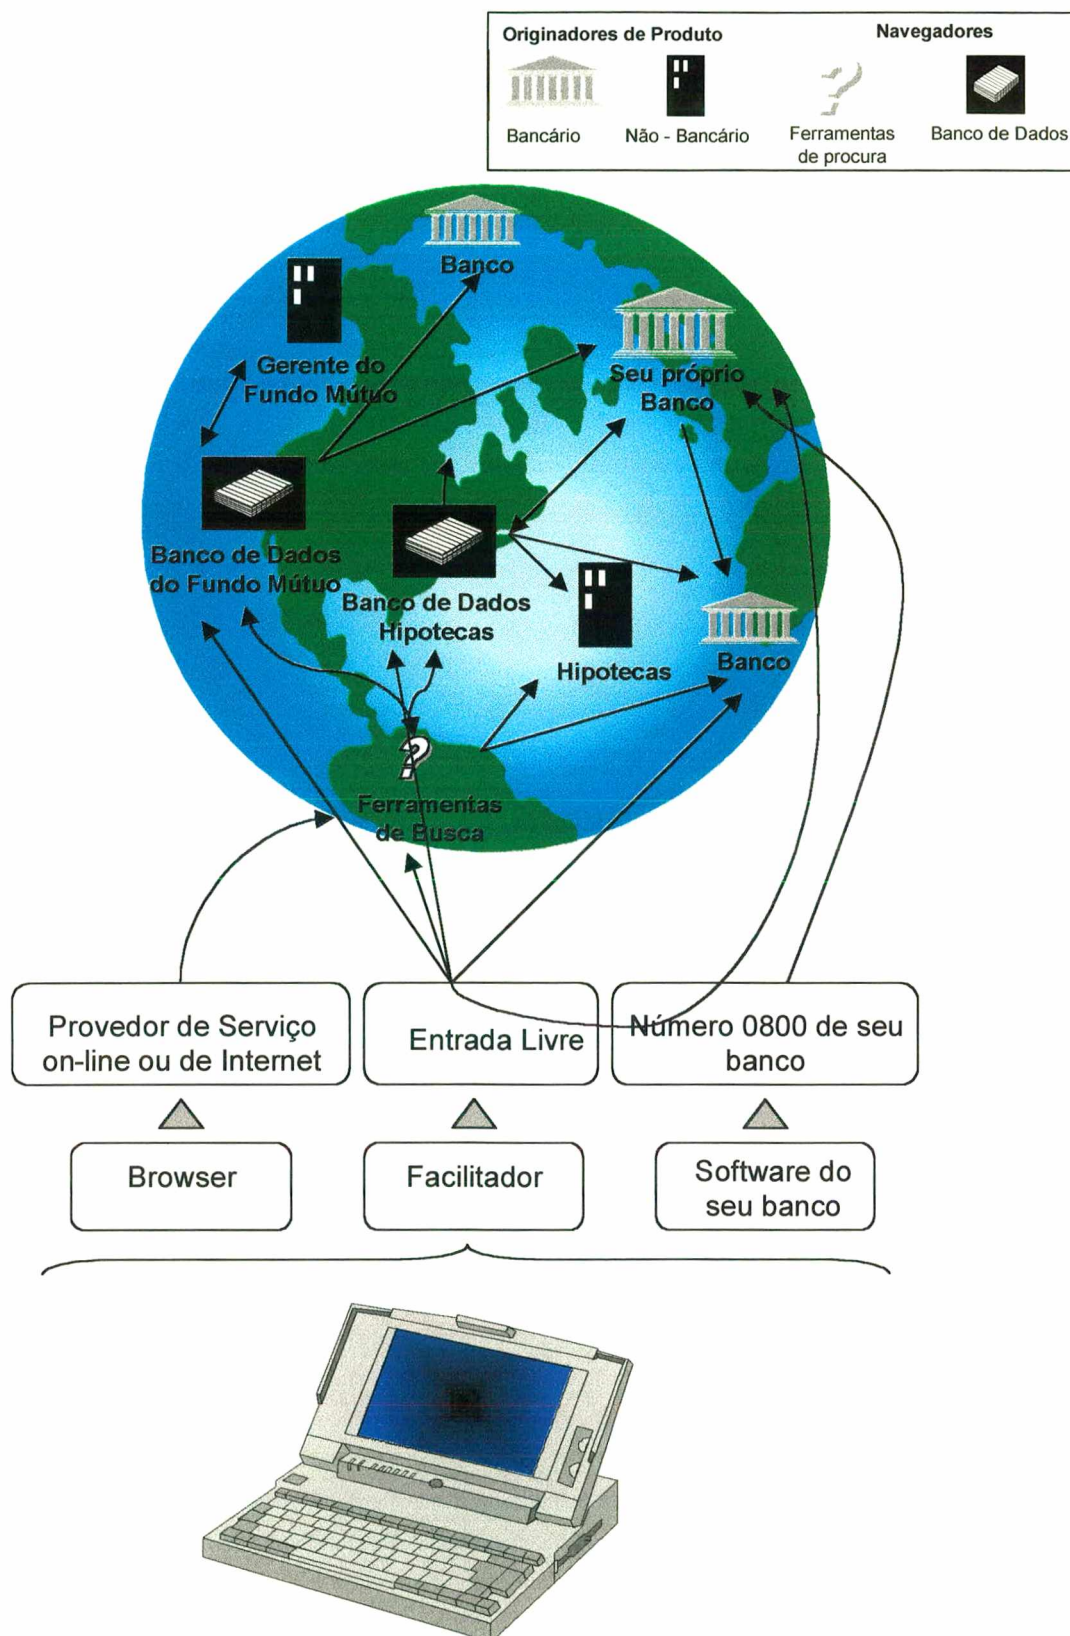 Originadores de Produto
Navegadores
Bancário
Não - Bancário
Ferramentas
de procura
Banco de Dados
Banco
Gerente do
Fundo Mútuo
Seu próprio
Banco
Banco de Dados
do Fundo Mútuo
Banco de Dados
Hipotecas
Hipotecas
Banco
Ferramentas
de Busca
Provedor de Serviço
on-line ou de Internet
Entrada Livre
Número 0800 de seu
banco
Browser
Facilitador
Software do
seu banco